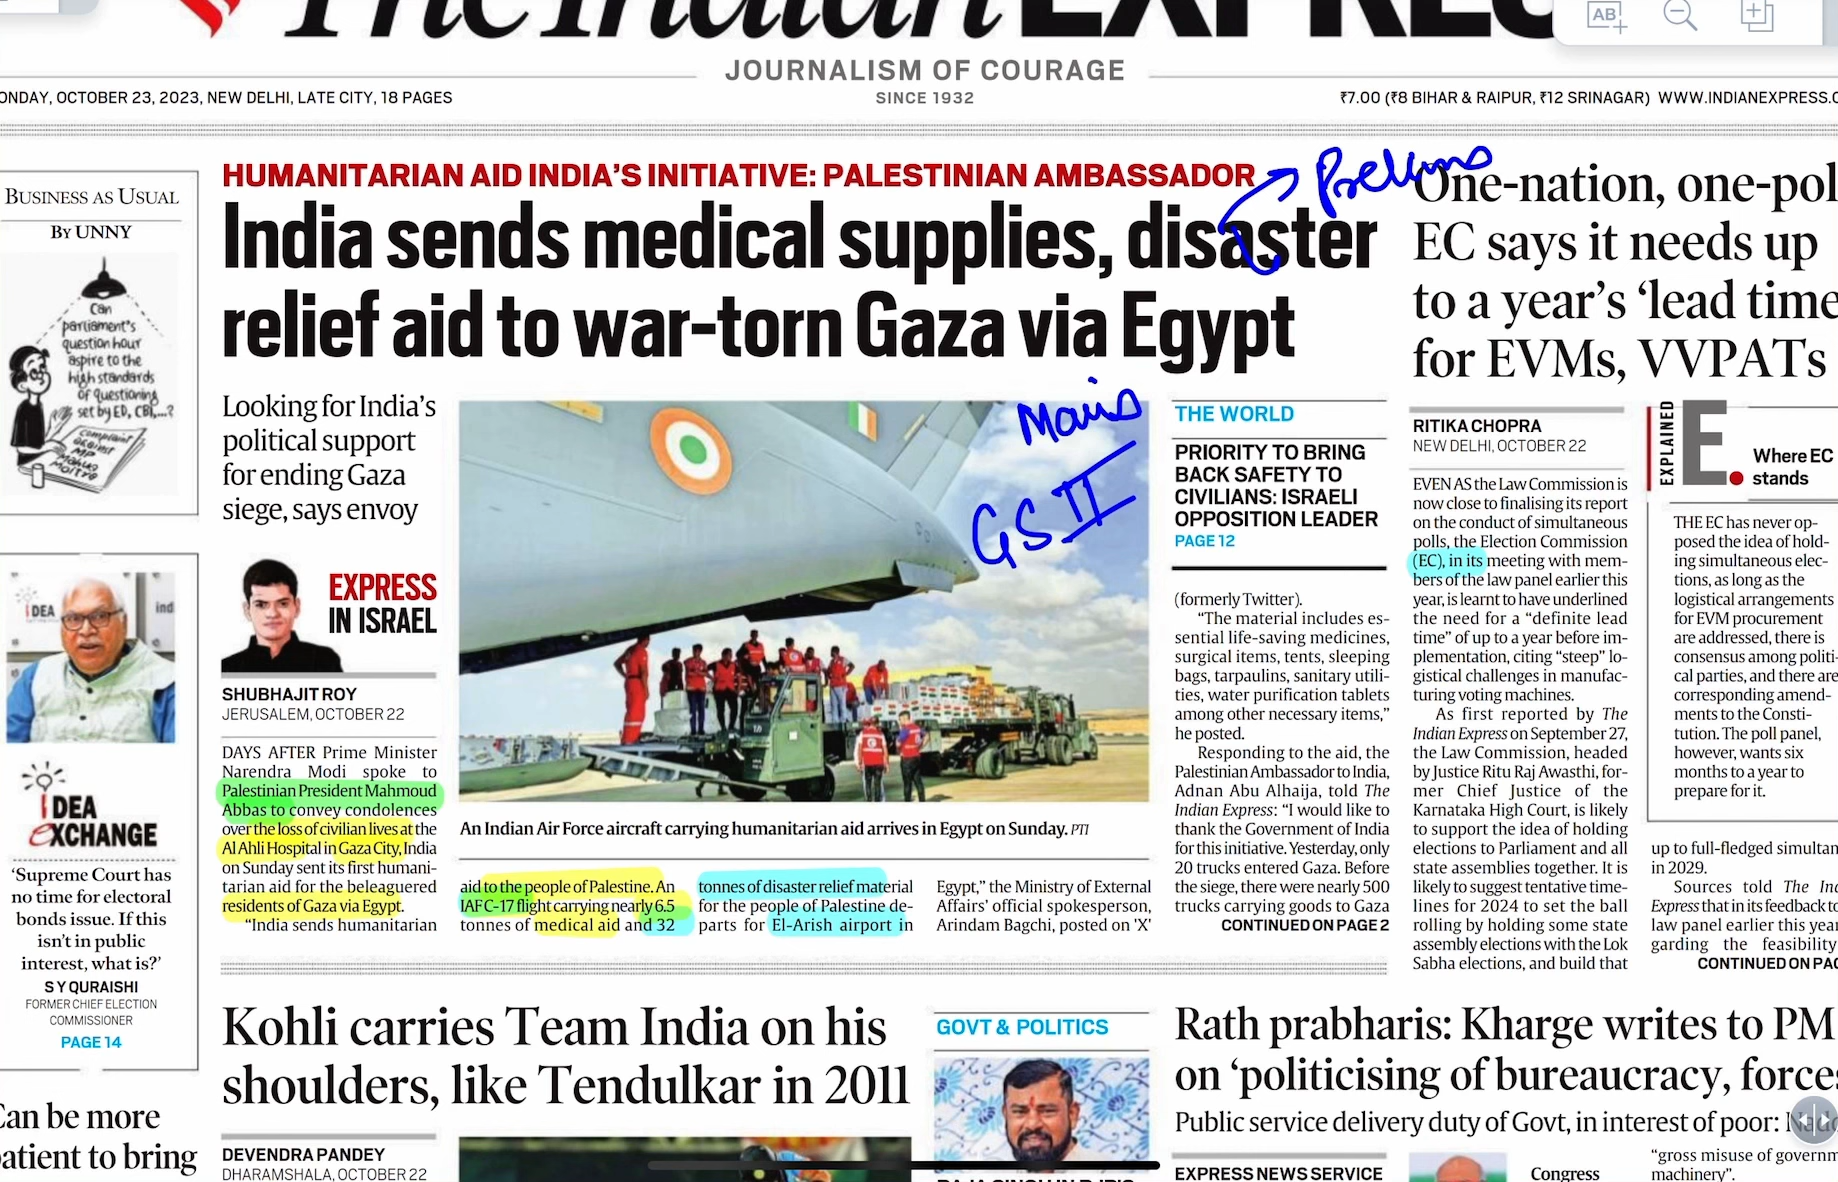 The Indian EXPRES
AB
JOURNALISM OF COURAGE
SINCE 1932
ONDAY, OCTOBER 23, 2023, NEW DELHI, LATE CITY, 18 PAGES
₹7.00 (₹8 BIHAR & RAIPUR, ₹12 SRINAGAR) WWW.INDIANEXPRESS.C
BUSINESS AS USUAL
BY UNNY
Can
parliament's
question hour
aspire to the
high standards
of questioning
set by ED, CBI,...?
Complaint
against
MP
Mahua
Moitra
iDEA
ind
iDEA
eXCHANGE
‘Supreme Court has
no time for electoral
bonds issue. If this
isn’t in public
interest, what is?’
S Y QURAISHI
FORMER CHIEF ELECTION
COMMISSIONER
PAGE 14
Can be more
patient to bring
HUMANITARIAN AID INDIA’S INITIATIVE: PALESTINIAN AMBASSADOR
Prelims
India sends medical supplies, disaster
relief aid to war-torn Gaza via Egypt
Looking for India’s
political support
for ending Gaza
siege, says envoy
EXPRESS
IN ISRAEL
SHUBHAJIT ROY
JERUSALEM, OCTOBER 22
DAYS AFTER Prime Minister
Narendra Modi spoke to
Palestinian President Mahmoud
Abbas to convey condolences
over the loss of civilian lives at the
Al Ahli Hospital in Gaza City, India
on Sunday sent its first humani-
tarian aid for the beleaguered
residents of Gaza via Egypt.
“India sends humanitarian
Mains
GS II
An Indian Air Force aircraft carrying humanitarian aid arrives in Egypt on Sunday. PTI
aid to the people of Palestine. An
IAF C-17 flight carrying nearly 6.5
tonnes of medical aid and 32
tonnes of disaster relief material
for the people of Palestine de-
parts for El-Arish airport in
Egypt,” the Ministry of External
Affairs’ official spokesperson,
Arindam Bagchi, posted on ‘X’
THE WORLD
PRIORITY TO BRING
BACK SAFETY TO
CIVILIANS: ISRAELI
OPPOSITION LEADER
PAGE 12
(formerly Twitter).
“The material includes es-
sential life-saving medicines,
surgical items, tents, sleeping
bags, tarpaulins, sanitary utili-
ties, water purification tablets
among other necessary items,”
he posted.
Responding to the aid, the
Palestinian Ambassador to India,
Adnan Abu Alhaija, told The
Indian Express: “I would like to
thank the Government of India
for this initiative. Yesterday, only
20 trucks entered Gaza. Before
the siege, there were nearly 500
trucks carrying goods to Gaza
CONTINUED ON PAGE 2
One-nation, one-pol
EC says it needs up
to a year’s ‘lead time
for EVMs, VVPATs
RITIKA CHOPRA
NEW DELHI, OCTOBER 22
EVEN AS the Law Commission is
now close to finalising its report
on the conduct of simultaneous
polls, the Election Commission
(EC), in its meeting with mem-
bers of the law panel earlier this
year, is learnt to have underlined
the need for a “definite lead
time” of up to a year before im-
plementation, citing “steep” lo-
gistical challenges in manufac-
turing voting machines.
As first reported by The
Indian Express on September 27,
the Law Commission, headed
by Justice Ritu Raj Awasthi, for-
mer Chief Justice of the
Karnataka High Court, is likely
to support the idea of holding
elections to Parliament and all
state assemblies together. It is
likely to suggest tentative time-
lines for 2024 to set the ball
rolling by holding some state
assembly elections with the Lok
Sabha elections, and build that
EXPLAINED
E.
Where EC
stands
THE EC has never op-
posed the idea of hold-
ing simultaneous elec-
tions, as long as the
logistical arrangements
for EVM procurement
are addressed, there is
consensus among politi-
cal parties, and there are
corresponding amend-
ments to the Consti-
tution. The poll panel,
however, wants six
months to a year to
prepare for it.
up to full-fledged simultan
in 2029.
Sources told The Ind
Express that in its feedback to
law panel earlier this year
garding the feasibility
CONTINUED ON PAG
Kohli carries Team India on his
shoulders, like Tendulkar in 2011
DEVENDRA PANDEY
DHARAMSHALA, OCTOBER 22
GOVT & POLITICS
Rath prabharis: Kharge writes to PM
on ‘politicising of bureaucracy, forces
Public service delivery duty of Govt, in interest of poor:
EXPRESS NEWS SERVICE
Congress
“gross misuse of governm
machinery”.